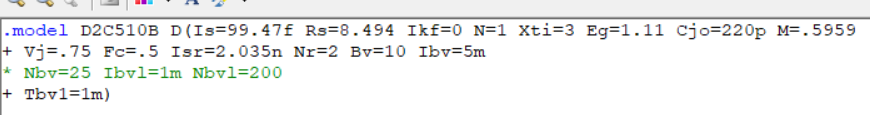 .model D2C510B D(Is=99.47f Rs=8.494 Ikf=0 N=1 Xti=3 Eg=1.11 Cjo=220p M=.5959
+ Vj=.75 Fc=.5 Isr=2.035n Nr=2 Bv=10 Ibv=5m
* Nbv=25 Ibvl=1m Nbvl=200
+ Tbv1=1m)